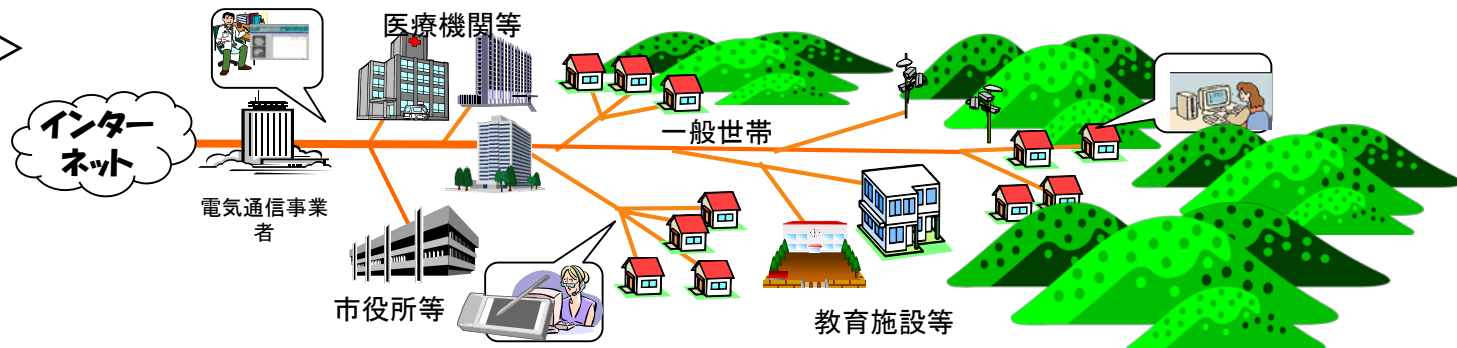 医療機関等
インター
ネット
一般世帯
電気通信事業
者
市役所等
教育施設等